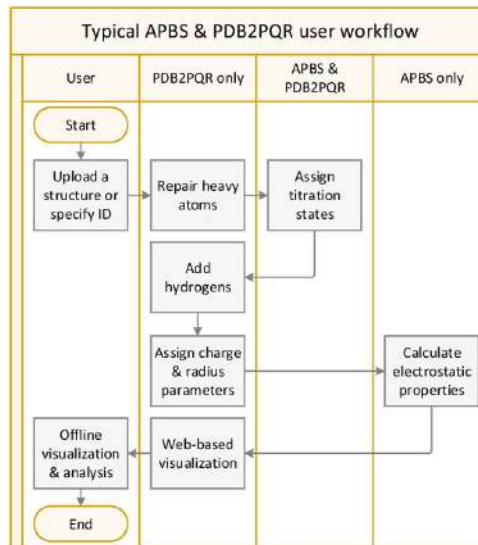 Typical APBS & PDB2PQR user workflow
User
PDB2PQR only
APBS &
PDB2PQR
APBS only
Start
Upload a
structure or
specify ID
Repair heavy
atoms
Assign
titration
states
Add
hydrogens
Assign charge
& radius
parameters
Calculate
electrostatic
properties
Web-based
visualization
Offline
visualization
& analysis
End